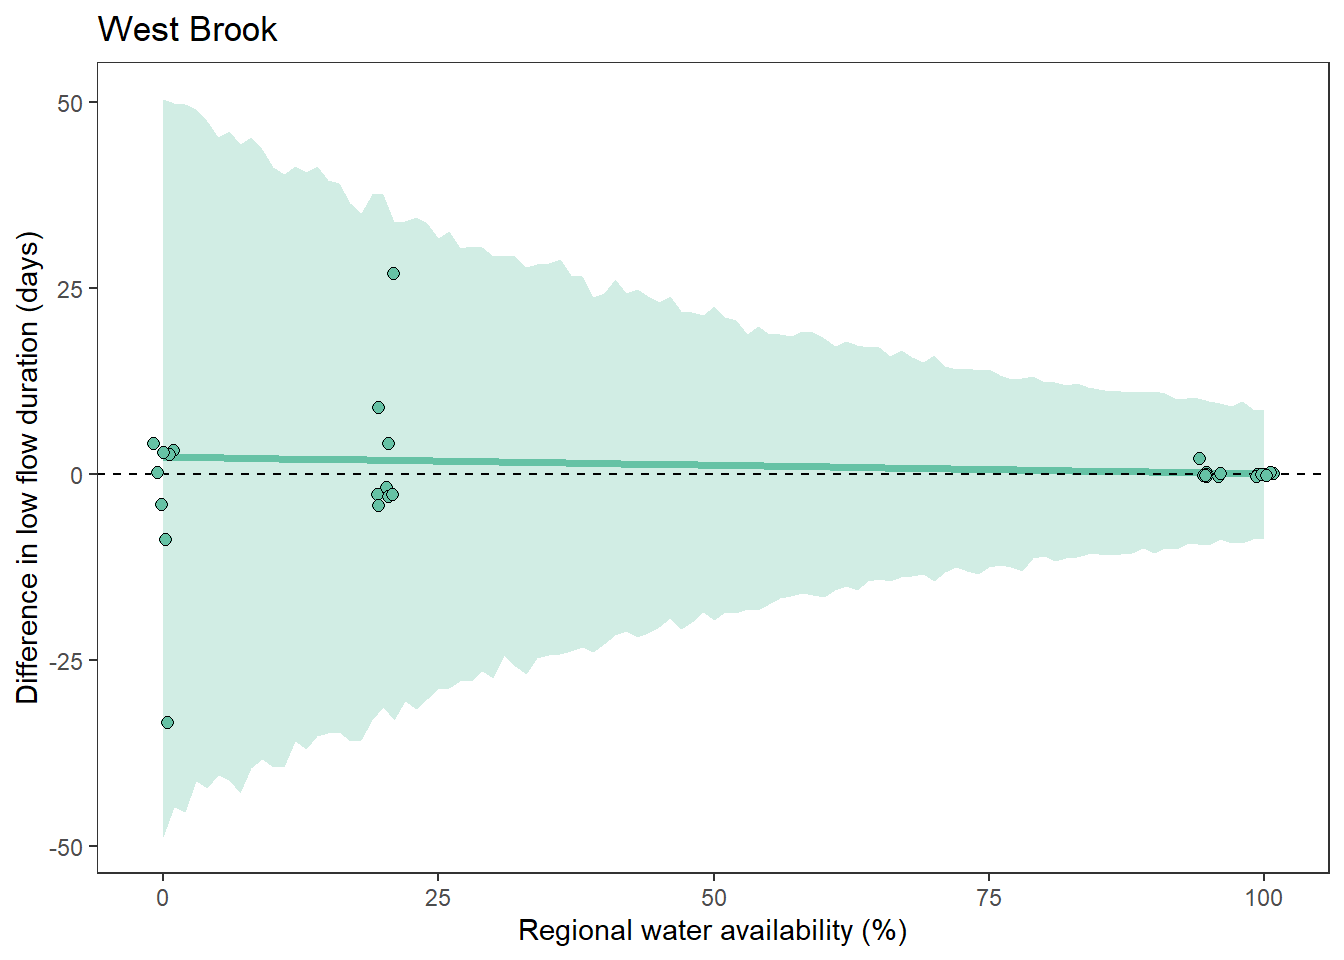 West Brook
Difference in low flow duration (days)
50
25
0
-25
-50
0 25 50 75 100
Regional water availability (%)